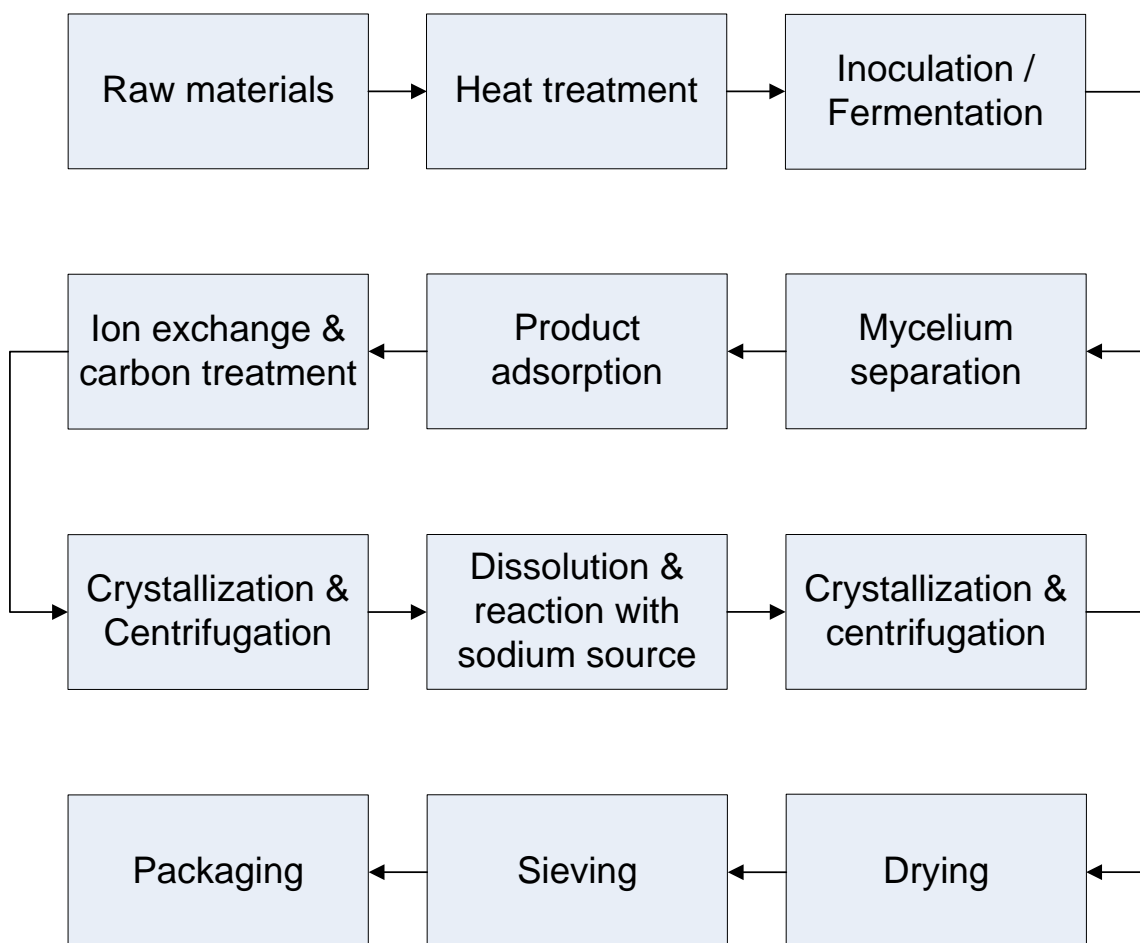 Raw materials
Heat treatment
Inoculation /
Fermentation
Mycelium
separation
Product
adsorption
Ion exchange &
carbon treatment
Crystallization &
Centrifugation
Dissolution &
reaction with
sodium source
Crystallization &
centrifugation
Drying
Sieving
Packaging